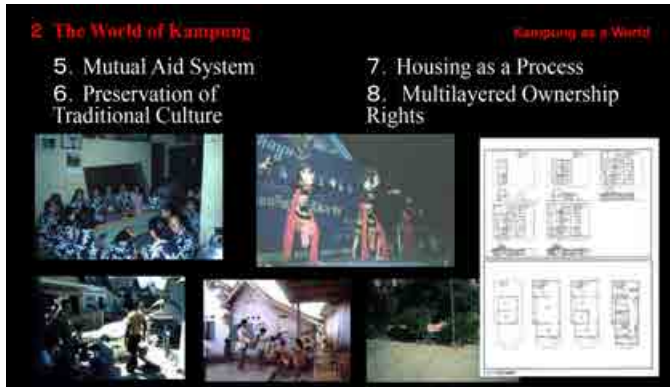 2 The World of Kampung
Kampung as a World
5. Mutual Aid System
6. Preservation of
Traditional Culture
7. Housing as a Process
8. Multilayered Ownership
Rights